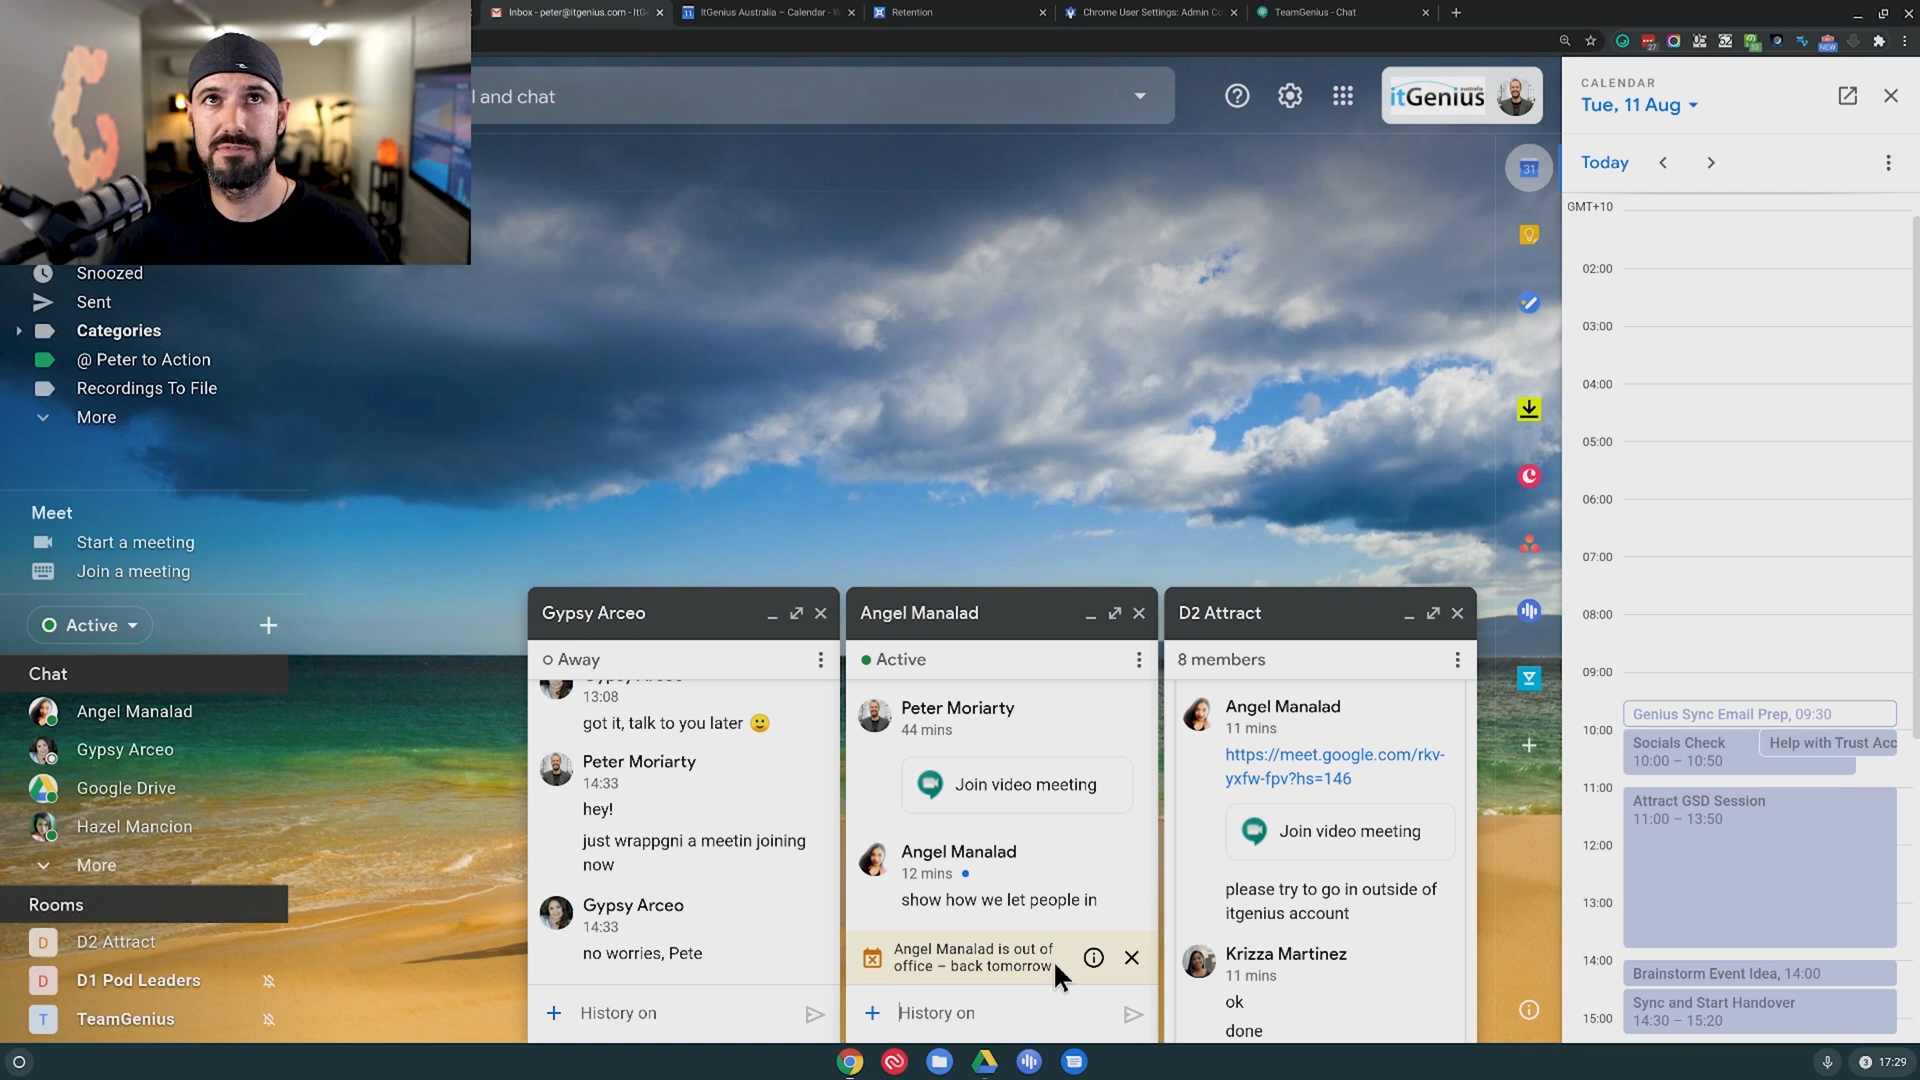 Inbox - peter@itgenius.com - ItG
ItGenius Australia – Calendar - W
Retention
Chrome User Settings: Admin Co
TeamGenius - Chat
27
NEW
l and chat
itGenius
australia
Snoozed
Sent
Categories
@ Peter to Action
Recordings To File
More
Meet
Start a meeting
Join a meeting
Active
Chat
Angel Manalad
Gypsy Arceo
Google Drive
Hazel Mancion
More
Rooms
D D2 Attract
D D1 Pod Leaders
T TeamGenius
Gypsy Arceo
Away
13:08
got it, talk to you later 🙂
Peter Moriarty
14:33
hey!
just wrappgni a meetin joining
now
Gypsy Arceo
14:33
no worries, Pete
History on
Angel Manalad
Active
Peter Moriarty
44 mins
Join video meeting
Angel Manalad
12 mins
show how we let people in
Angel Manalad is out of
office – back tomorrow
History on
D2 Attract
8 members
Angel Manalad
11 mins
https://meet.google.com/rkv-
yxfw-fpv?hs=146
Join video meeting
please try to go in outside of
itgenius account
Krizza Martinez
11 mins
ok
done
31
CALENDAR
Tue, 11 Aug
Today
GMT+10
02:00
03:00
04:00
05:00
06:00
07:00
08:00
09:00
Genius Sync Email Prep, 09:30
10:00
Socials Check
10:00 – 10:50
Help with Trust Acc
11:00
Attract GSD Session
11:00 – 13:50
12:00
13:00
14:00
Brainstorm Event Idea, 14:00
Sync and Start Handover
14:30 – 15:20
15:00
3
17:29